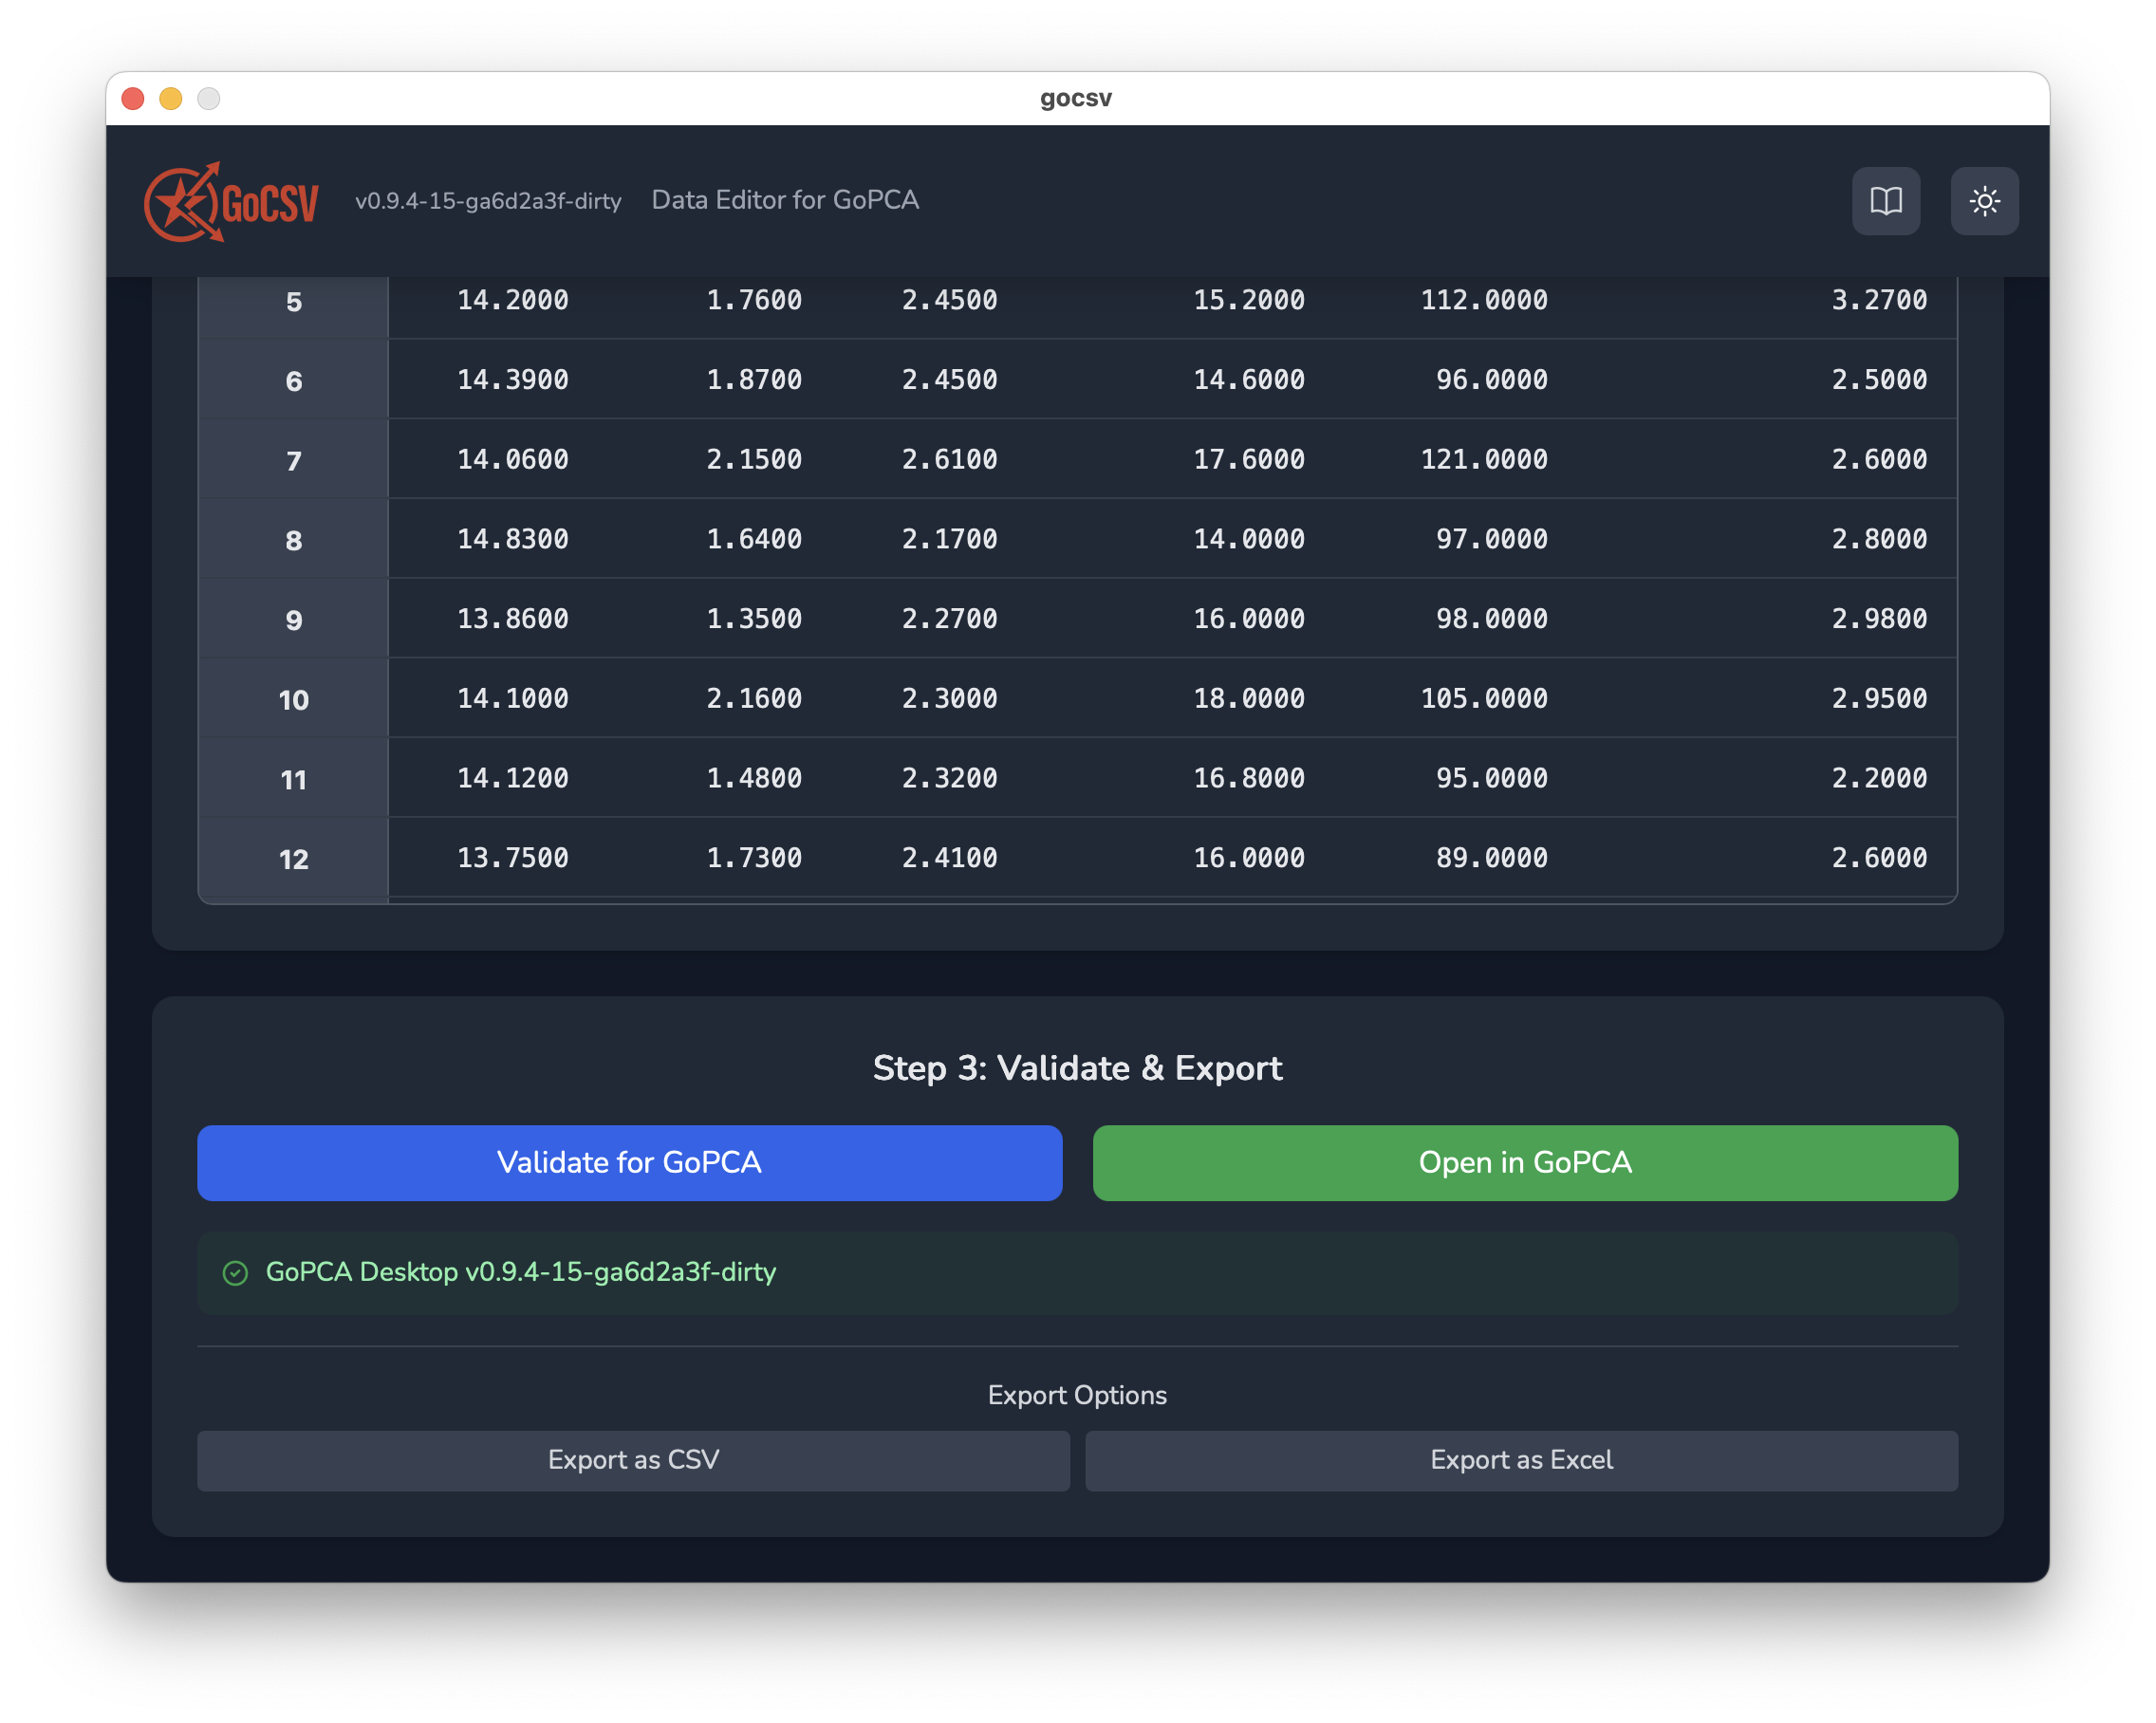 gocsv
GoCSV v0.9.4-15-ga6d2a3f-dirty Data Editor for GoPCA
5 14.2000 1.7600 2.4500 15.2000 112.0000 3.2700
6 14.3900 1.8700 2.4500 14.6000 96.0000 2.5000
7 14.0600 2.1500 2.6100 17.6000 121.0000 2.6000
8 14.8300 1.6400 2.1700 14.0000 97.0000 2.8000
9 13.8600 1.3500 2.2700 16.0000 98.0000 2.9800
10 14.1000 2.1600 2.3000 18.0000 105.0000 2.9500
11 14.1200 1.4800 2.3200 16.8000 95.0000 2.2000
12 13.7500 1.7300 2.4100 16.0000 89.0000 2.6000
Step 3: Validate & Export
Validate for GoPCA Open in GoPCA
GoPCA Desktop v0.9.4-15-ga6d2a3f-dirty
Export Options
Export as CSV Export as Excel